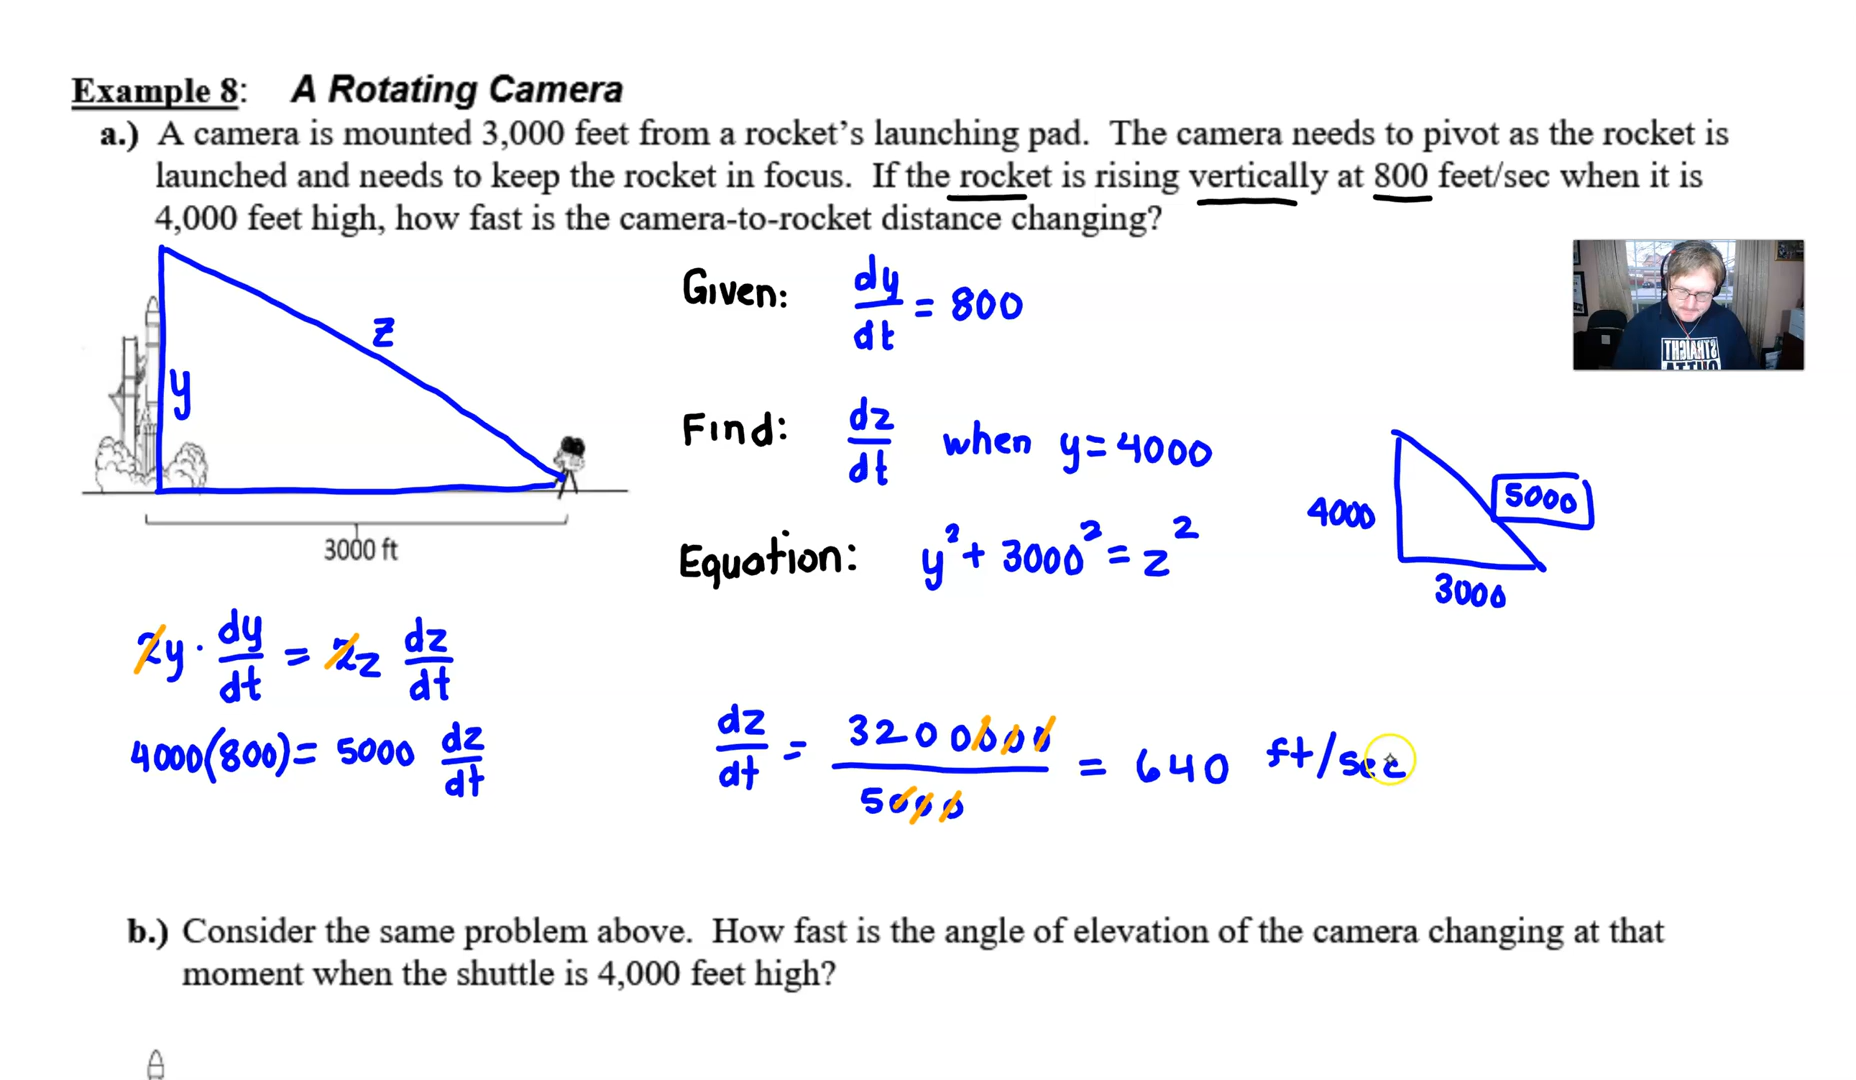 Example 8: A Rotating Camera
a.) A camera is mounted 3,000 feet from a rocket's launching pad. The camera needs to pivot as the rocket is
launched and needs to keep the rocket in focus. If the rocket is rising vertically at 800 feet/sec when it is
4,000 feet high, how fast is the camera-to-rocket distance changing?
z
y
3000 ft
Given: dy/dt = 800
Find: dz/dt when y = 4000
Equation: y² + 3000² = z²
4000
5000
3000
2y · dy/dt = 2z dz/dt
4000(800) = 5000 dz/dt
dz/dt = 3200000/5000 = 640 ft/sec
b.) Consider the same problem above. How fast is the angle of elevation of the camera changing at that
moment when the shuttle is 4,000 feet high?